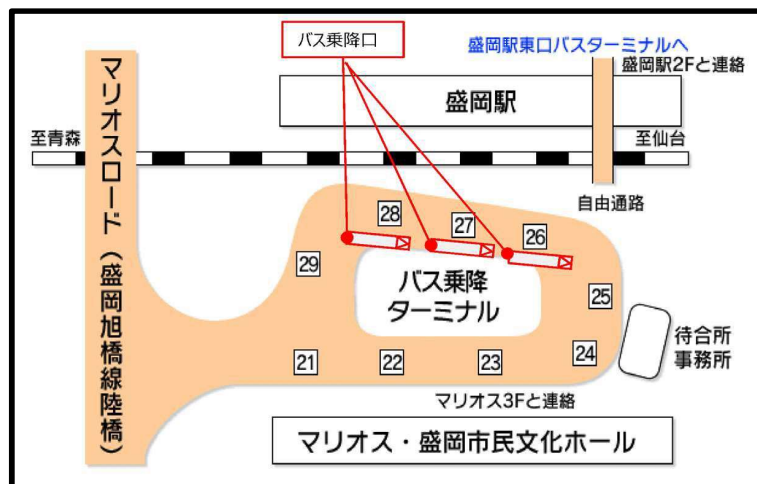 バス乗降口
盛岡駅東口バスターミナルへ
盛岡駅2Fと連絡
盛岡駅
至青森
至仙台
自由通路
マリオスロード（盛岡旭橋線陸橋）
28
27
26
29
バス乗降
ターミナル
25
待合所
事務所
21
22
23
24
マリオス3Fと連絡
マリオス・盛岡市民文化ホール